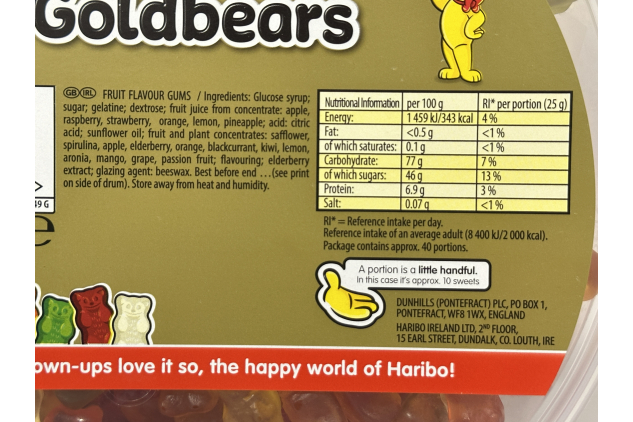 Goldbears
GB IRL FRUIT FLAVOUR GUMS / Ingredients: Glucose syrup;
sugar; gelatine; dextrose; fruit juice from concentrate: apple,
raspberry, strawberry, orange, lemon, pineapple; acid: citric
acid; sunflower oil; fruit and plant concentrates: safflower,
spirulina, apple, elderberry, orange, blackcurrant, kiwi, lemon,
aronia, mango, grape, passion fruit; flavouring; elderberry
extract; glazing agent: beeswax. Best before end …(see print
on side of drum). Store away from heat and humidity.
49 G
e
Nutritional Information per 100 g RI* per portion (25 g)
Energy: 1 459 kJ/343 kcal 4 %
Fat: <0.5 g <1 %
of which saturates: 0.1 g <1 %
Carbohydrate: 77 g 7 %
of which sugars: 46 g 13 %
Protein: 6.9 g 3 %
Salt: 0.07 g <1 %
RI* = Reference intake per day.
Reference intake of an average adult (8 400 kJ/2 000 kcal).
Package contains approx. 40 portions.
A portion is a little handful.
In this case it's approx. 10 sweets
DUNHILLS (PONTEFRACT) PLC, PO BOX 1,
PONTEFRACT, WF8 1WX, ENGLAND
HARIBO IRELAND LTD, 2ND FLOOR,
15 EARL STREET, DUNDALK, CO. LOUTH, IRE
own-ups love it so, the happy world of Haribo!